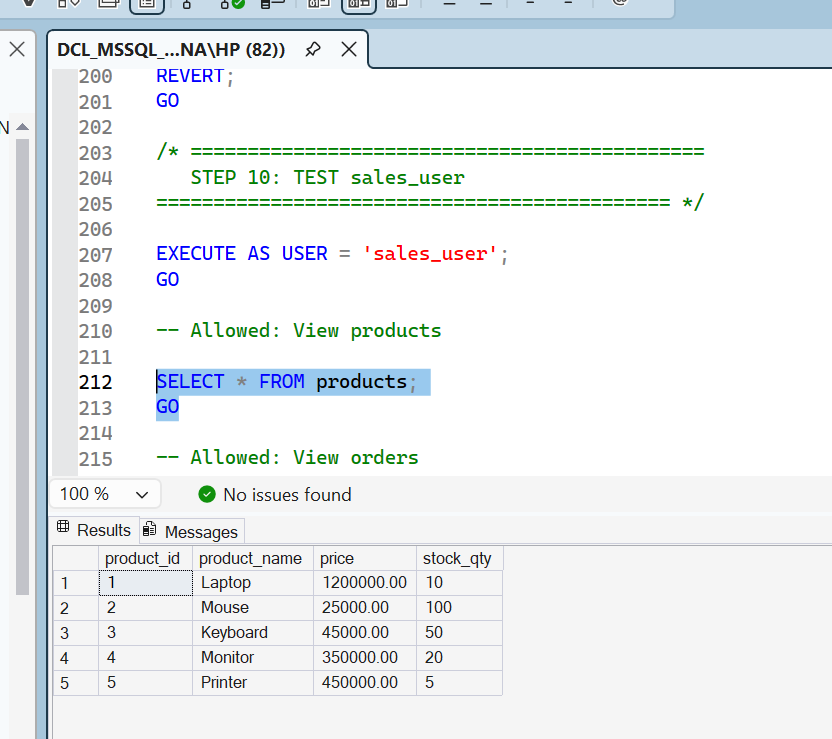 DCL_MSSQL_...NA\HP (82))
N
200 REVERT;
201 GO
202
203 /* =============================================
204 STEP 10: TEST sales_user
205 ============================================= */
206
207 EXECUTE AS USER = 'sales_user';
208 GO
209
210 -- Allowed: View products
211
212 SELECT * FROM products;
213 GO
214
215 -- Allowed: View orders
100 % No issues found
Results Messages
product_id product_name price stock_qty
1 1 Laptop 1200000.00 10
2 2 Mouse 25000.00 100
3 3 Keyboard 45000.00 50
4 4 Monitor 350000.00 20
5 5 Printer 450000.00 5